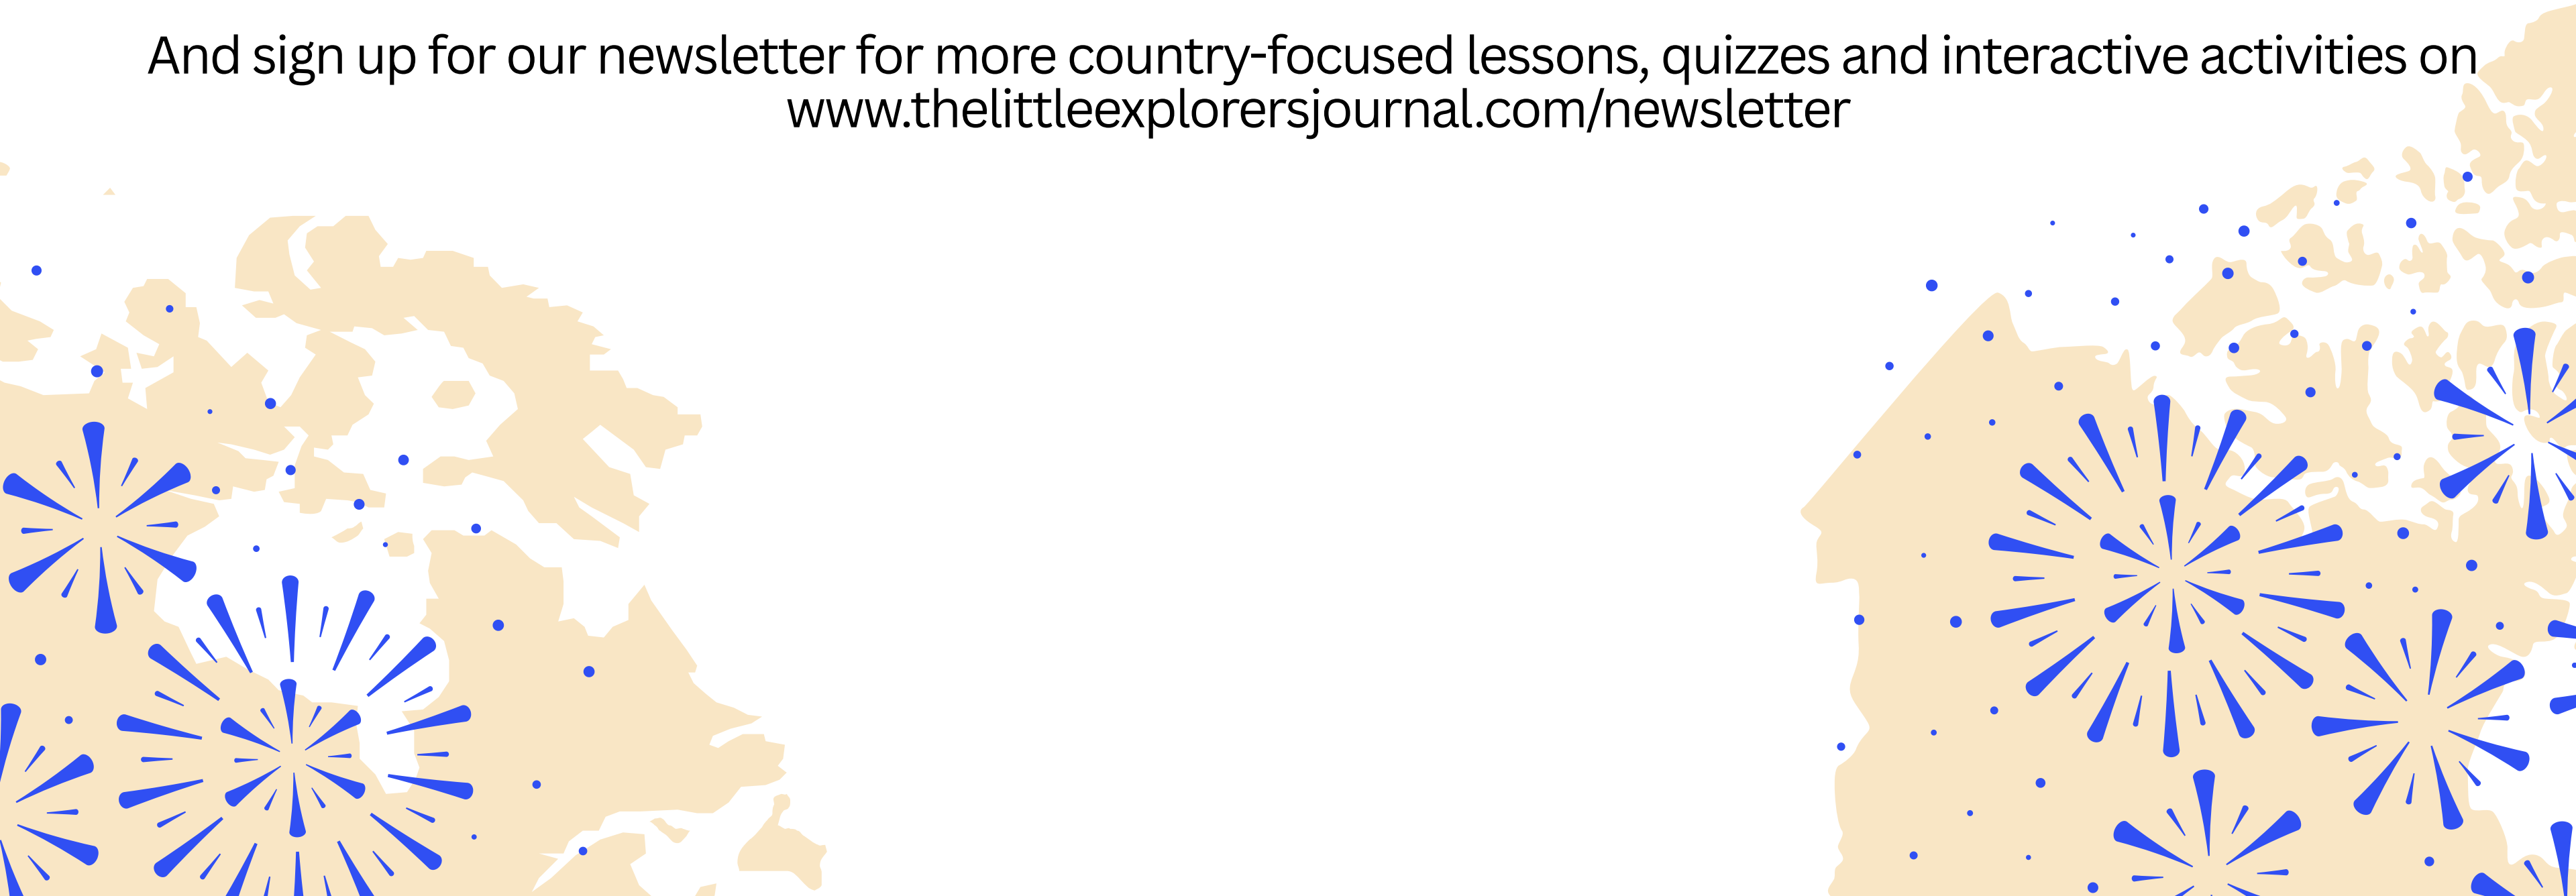 And sign up for our newsletter for more country-focused lessons, quizzes and interactive activities on
www.thelittleexplorersjournal.com/newsletter